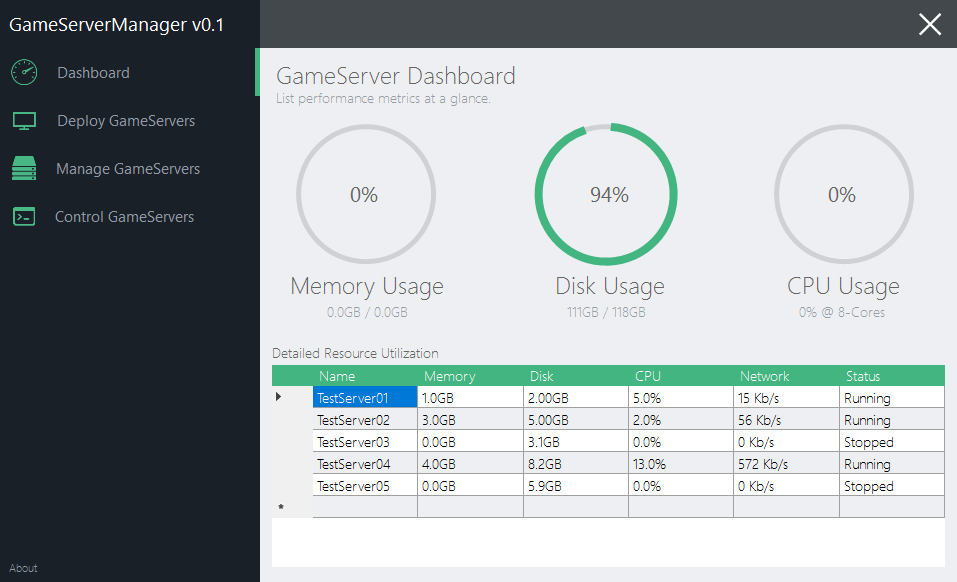 GameServerManager v0.1
Dashboard
Deploy GameServers
Manage GameServers
Control GameServers
About
GameServer Dashboard
List performance metrics at a glance.
0% 94% 0%
Memory Usage Disk Usage CPU Usage
0.0GB / 0.0GB 111GB / 118GB 0% @ 8-Cores
Detailed Resource Utilization
Name Memory Disk CPU Network Status
TestServer01 1.0GB 2.00GB 5.0% 15 Kb/s Running
TestServer02 3.0GB 5.00GB 2.0% 56 Kb/s Running
TestServer03 0.0GB 3.1GB 0.0% 0 Kb/s Stopped
TestServer04 4.0GB 8.2GB 13.0% 572 Kb/s Running
TestServer05 0.0GB 5.9GB 0.0% 0 Kb/s Stopped
*